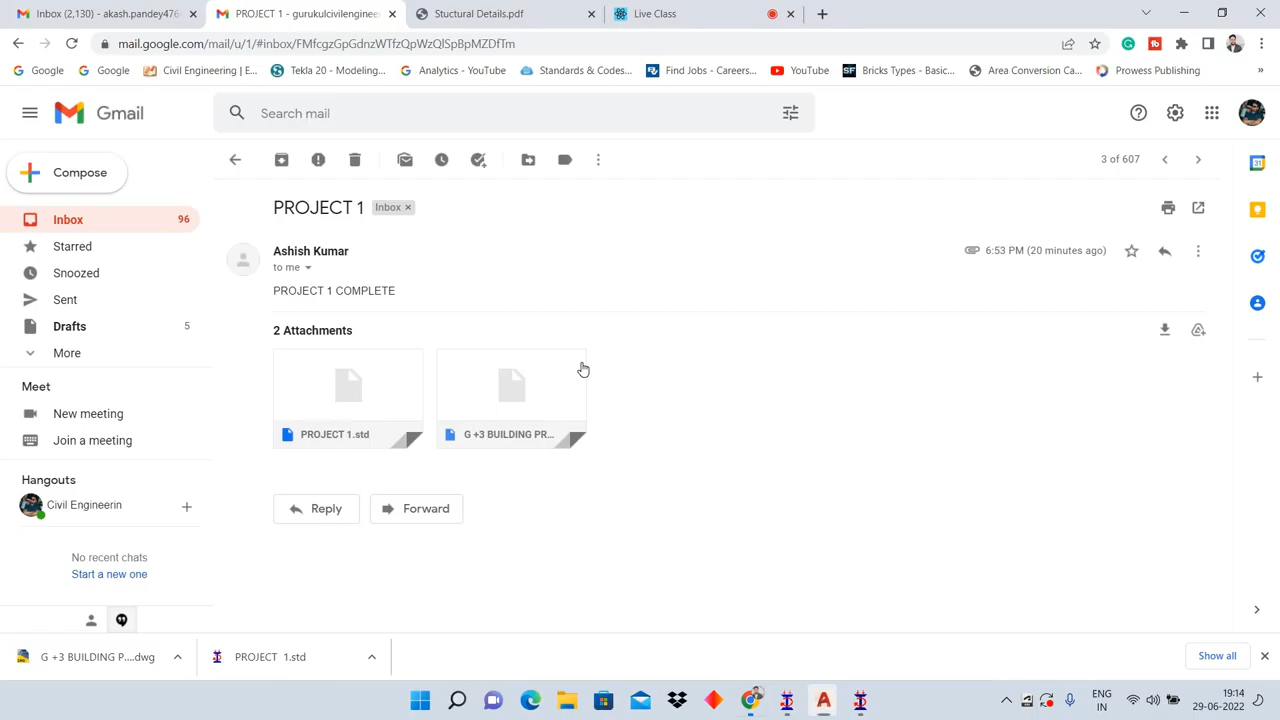 Inbox (2,130) - akash.pandey476
PROJECT 1 - gurukulcivilenginee
Stuctural Details.pdf
Live Class
mail.google.com/mail/u/1/#inbox/FMfcgzGpGdnzWTfzQpWzQlSpBpMZDfTm
Google
Google
Civil Engineering | E...
Tekla 20 - Modeling...
Analytics - YouTube
Standards & Codes...
Find Jobs - Careers...
YouTube
Bricks Types - Basic...
Area Conversion Ca...
Prowess Publishing
»
Gmail
Search mail
Compose
3 of 607
Inbox 96
Starred
Snoozed
Sent
Drafts 5
More
Meet
New meeting
Join a meeting
Hangouts
Civil Engineerin
No recent chats
Start a new one
PROJECT 1 Inbox ×
Ashish Kumar
6:53 PM (20 minutes ago)
to me
PROJECT 1 COMPLETE
2 Attachments
PROJECT 1.std
G +3 BUILDING PR...
Reply
Forward
G +3 BUILDING P....dwg
PROJECT 1.std
Show all
ENG
IN
19:14
29-06-2022